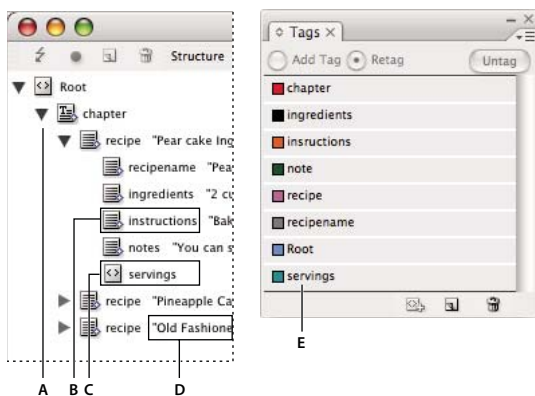 Structure
Root
chapter
recipe "Pear cake Ing
recipename "Pea
ingredients "2 cu
instructions "Bak
notes "You can s
servings
recipe "Pineapple Ca
recipe "Old Fashione
A B C D
Tags ×
Add Tag Retag Untag
chapter
ingredients
insructions
note
recipe
recipename
Root
servings
E